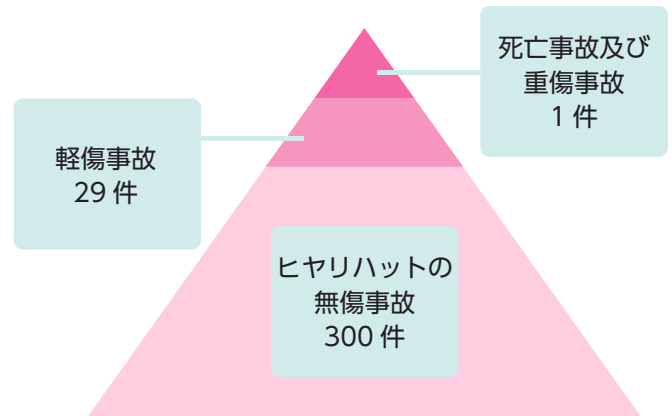 死亡事故及び
重傷事故
1 件
軽傷事故
29 件
ヒヤリハットの
無傷事故
300 件